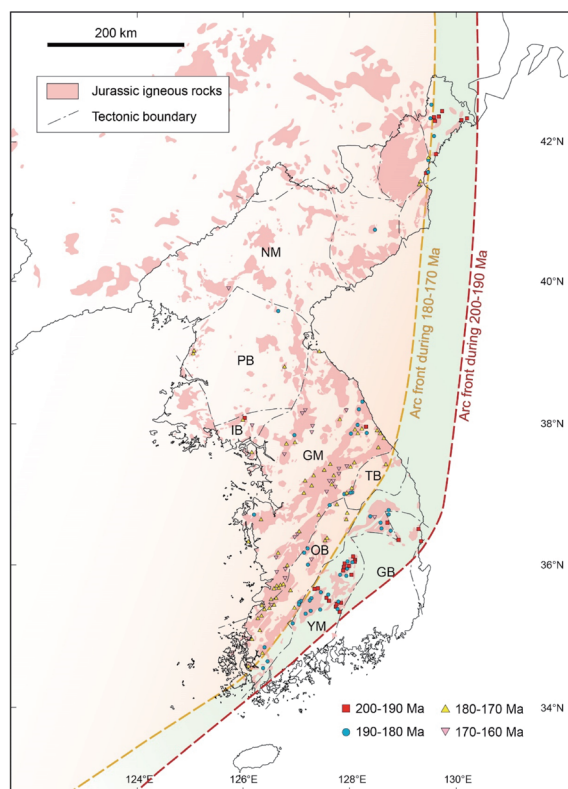 200 km
Jurassic igneous rocks
Tectonic boundary
42°N
NM
40°N
Arc front during 180-170 Ma
Arc front during 200-190 Ma
PB
38°N
IB
GM
TB
OB
36°N
GB
YM
34°N
200-190 Ma
180-170 Ma
190-180 Ma
170-160 Ma
124°E
126°E
128°E
130°E